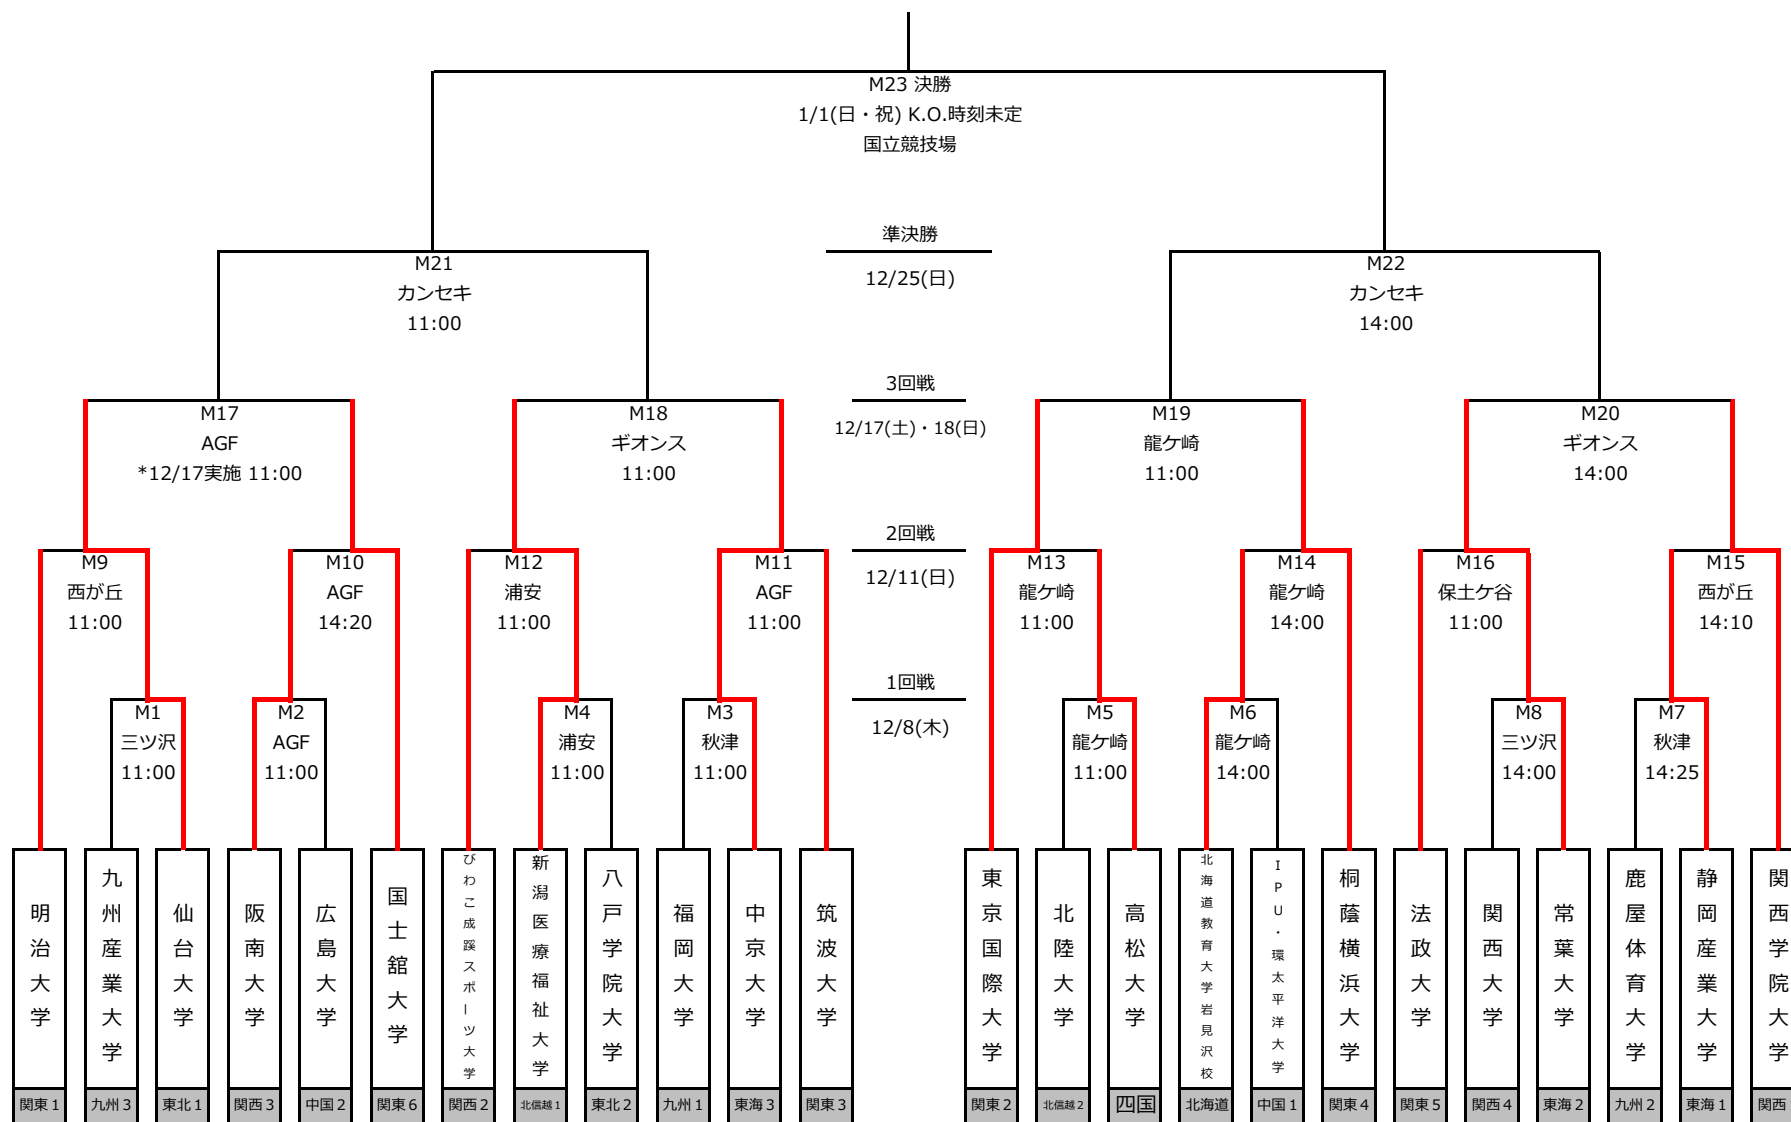 M23 決勝
1/1(日・祝) K.O.時刻未定
国立競技場
準決勝
12/25(日)
M21
カンセキ
11:00
M22
カンセキ
14:00
3回戦
12/17(土)・18(日)
M17
AGF
*12/17実施 11:00
M18
ギオンス
11:00
M19
龍ケ崎
11:00
M20
ギオンス
14:00
2回戦
12/11(日)
M9
西が丘
11:00
M10
AGF
14:20
M12
浦安
11:00
M11
AGF
11:00
M13
龍ケ崎
11:00
M14
龍ケ崎
14:00
M16
保土ケ谷
11:00
M15
西が丘
14:10
1回戦
12/8(木)
M1
三ツ沢
11:00
M2
AGF
11:00
M4
浦安
11:00
M3
秋津
11:00
M5
龍ケ崎
11:00
M6
龍ケ崎
14:00
M8
三ツ沢
14:00
M7
秋津
14:25
明治大学
九州産業大学
仙台大学
阪南大学
広島大学
国士舘大学
びわこ成蹊スポーツ大学
新潟医療福祉大学
八戸学院大学
福岡大学
中京大学
筑波大学
東京国際大学
北陸大学
高松大学
北海道教育大学岩見沢校
IPU・環太平洋大学
桐蔭横浜大学
法政大学
関西大学
常葉大学
鹿屋体育大学
静岡産業大学
関西学院大学
関東1
九州3
東北1
関西3
中国2
関東6
関西2
北信越1
東北2
九州1
東海3
関東3
関東2
北信越2
四国
北海道
中国1
関東4
関東5
関西4
東海2
九州2
東海1
関西